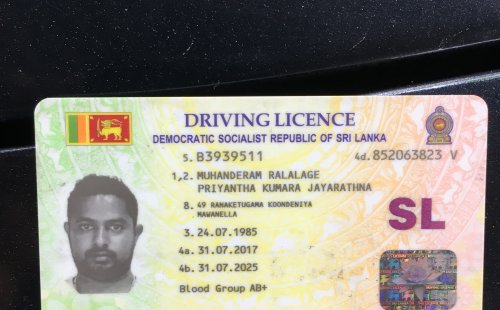 DRIVING LICENCE
DEMOCRATIC SOCIALIST REPUBLIC OF SRI LANKA
5. B3939511 4d. 852063823 V
1,2. MUHANDERAM RALALAGE
PRIYANTHA KUMARA JAYARATHNA
8. 49 RANAKETUGAMA KOONDENIYA
MAWANELLA
SL
3. 24.07.1985
4a. 31.07.2017
4b. 31.07.2025
Blood Group AB+